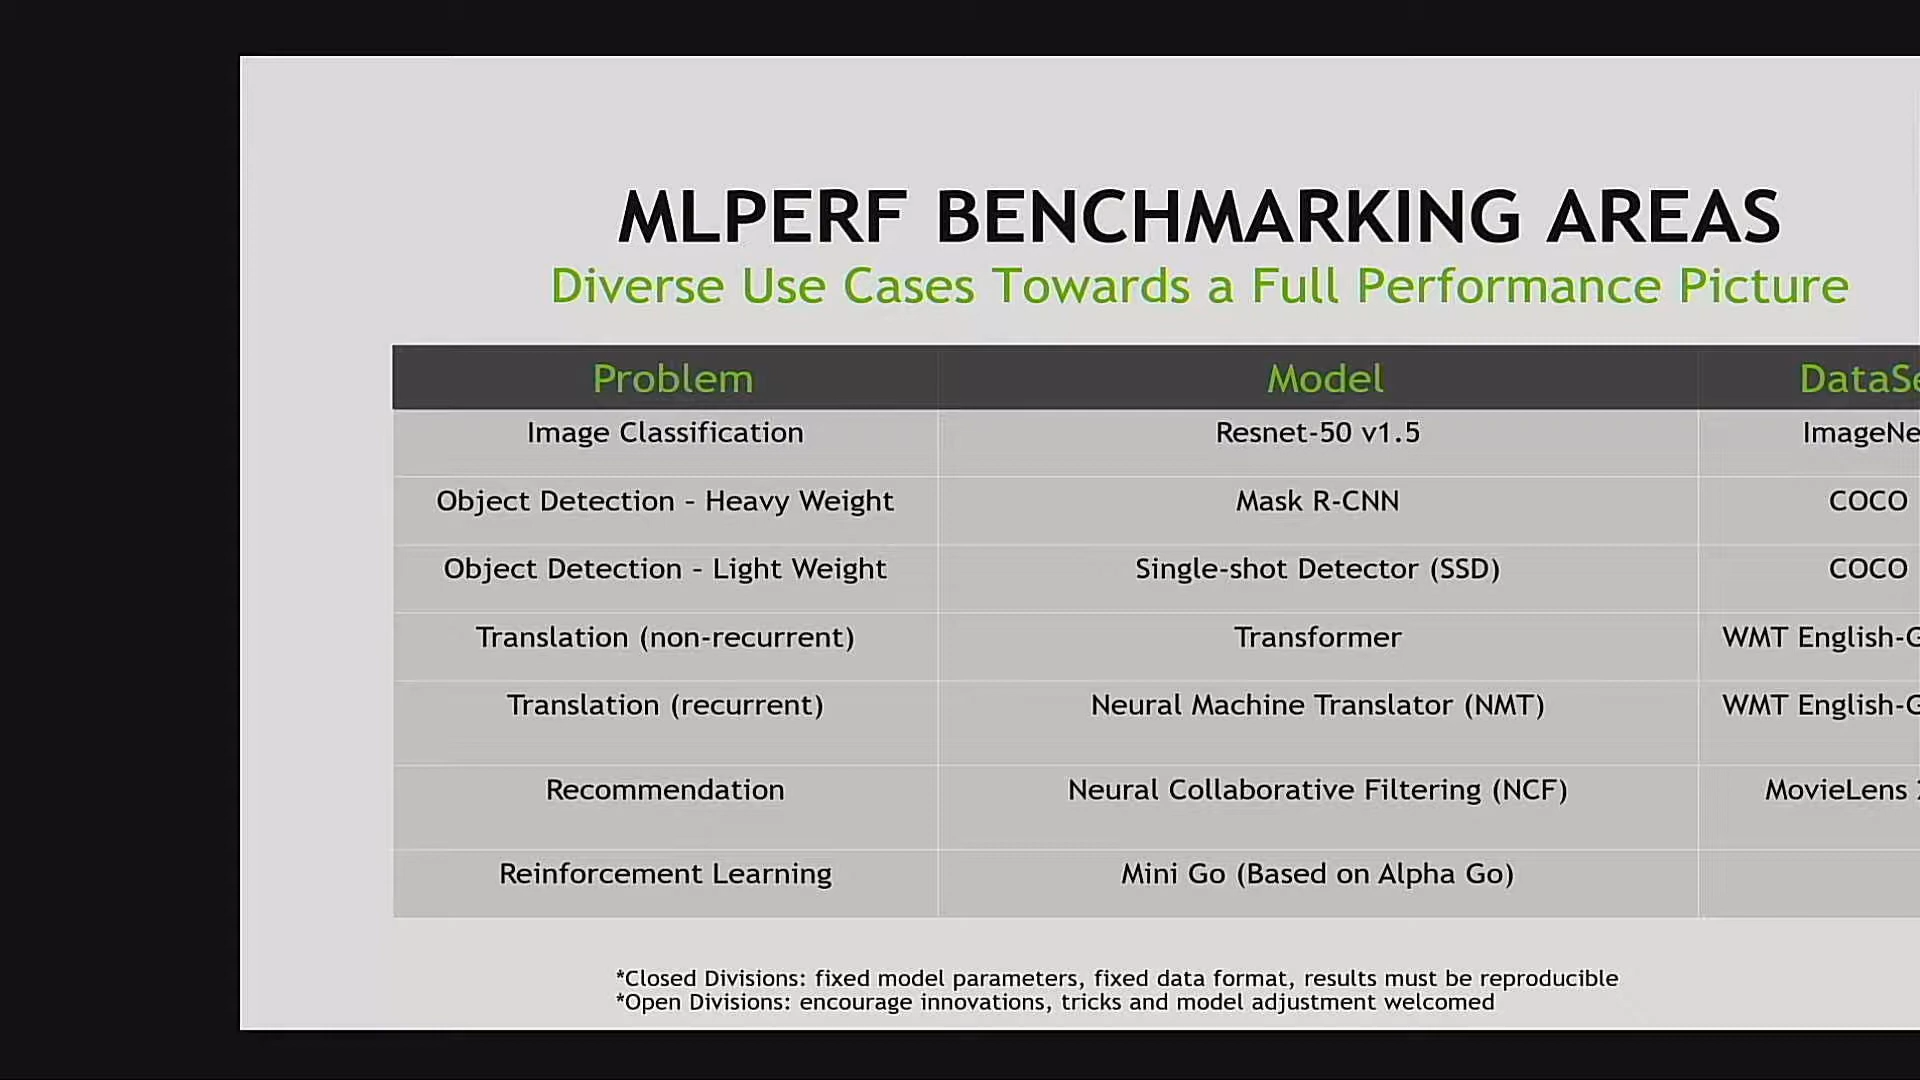 MLPERF BENCHMARKING AREAS
Diverse Use Cases Towards a Full Performance Picture
Problem Model
Image Classification Resnet-50 v1.5
Object Detection – Heavy Weight Mask R-CNN COCO
Object Detection – Light Weight Single-shot Detector (SSD) COCO
Translation (non-recurrent) Transformer WMT
Translation (recurrent) Neural Machine Translator (NMT) WMT
Recommendation Neural Collaborative Filtering (NCF) MovieLens
Reinforcement Learning Mini Go (Based on Alpha Go)
*Closed Divisions: fixed model parameters, fixed data format, results must be reproducible
*Open Divisions: encourage innovations, tricks and model adjustment welcomed